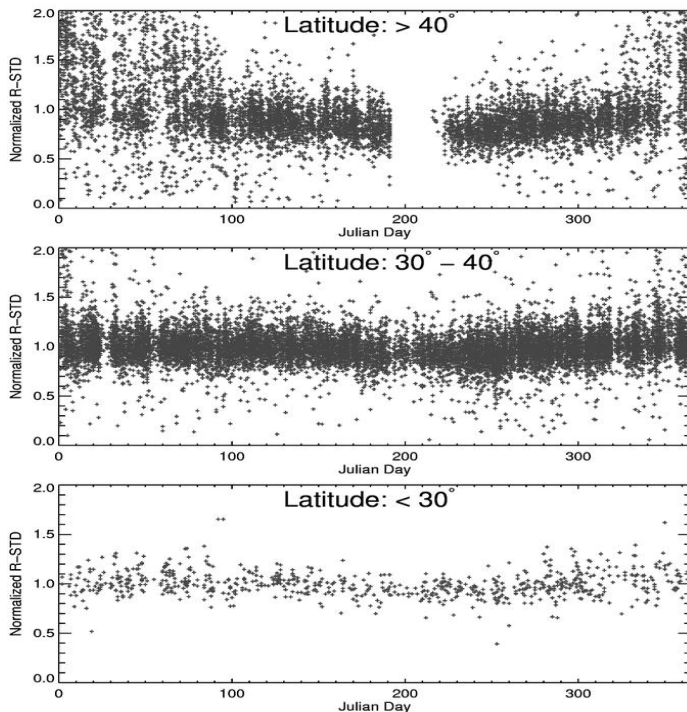 Latitude: > 40°
2.0
1.5
1.0
0.5
0.0
Normalized R–STD
0 100 200 300
Julian Day
Latitude: 30° – 40°
2.0
1.5
1.0
0.5
0.0
Normalized R–STD
0 100 200 300
Julian Day
Latitude: < 30°
2.0
1.5
1.0
0.5
0.0
Normalized R–STD
0 100 200 300
Julian Day